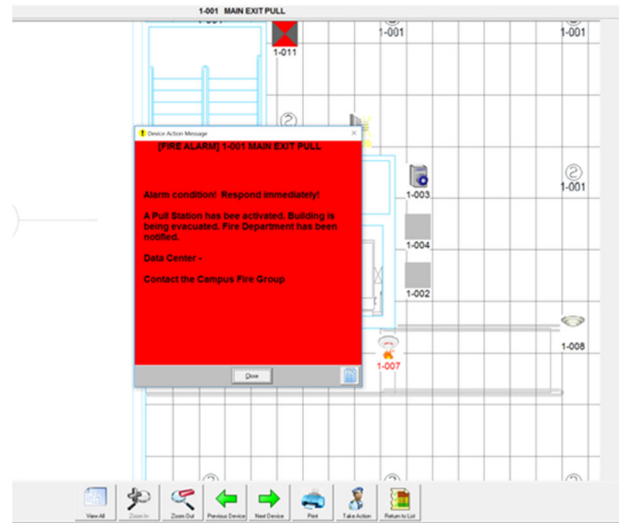 1-001 MAIN EXIT PULL
1-001
1-001
1-011
Device Action Message
[FIRE ALARM] 1-001 MAIN EXIT PULL
Alarm condition! Respond immediately!
A Pull Station has bee activated. Building is
being evacuated. Fire Department has been
notified.
Data Center -
Contact the Campus Fire Group
Close
1-003
1-001
1-004
1-002
1-008
1-007
View All
Zoom In
Zoom Out
Previous Device
Next Device
Print
Take Action
Return to List